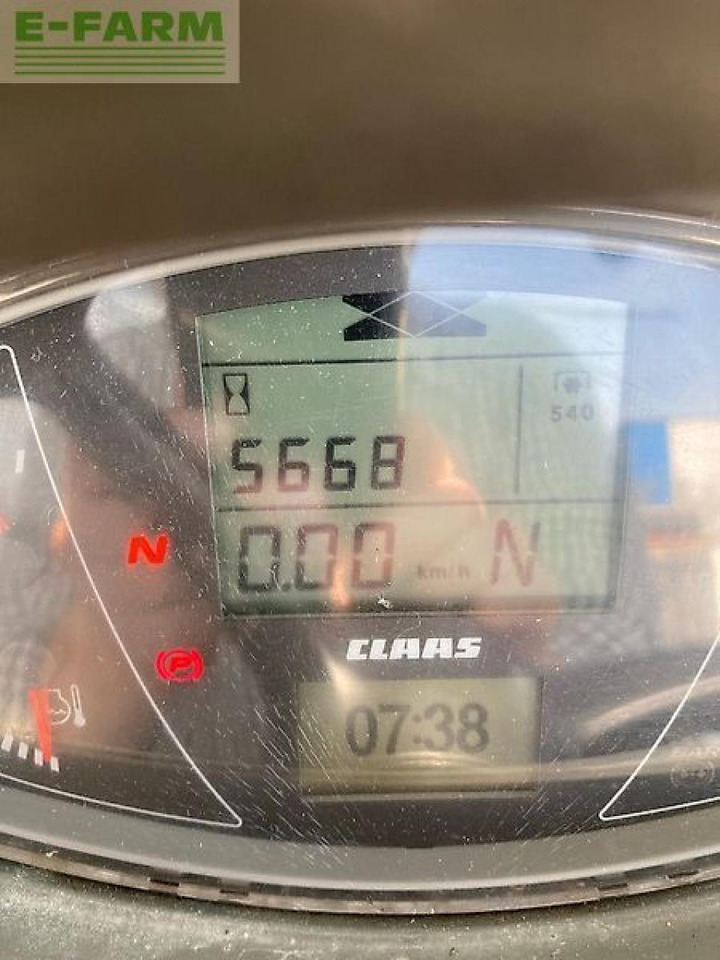 E-FARM
540
5668
0.00 km/h N
N
P
CLAAS
07:38